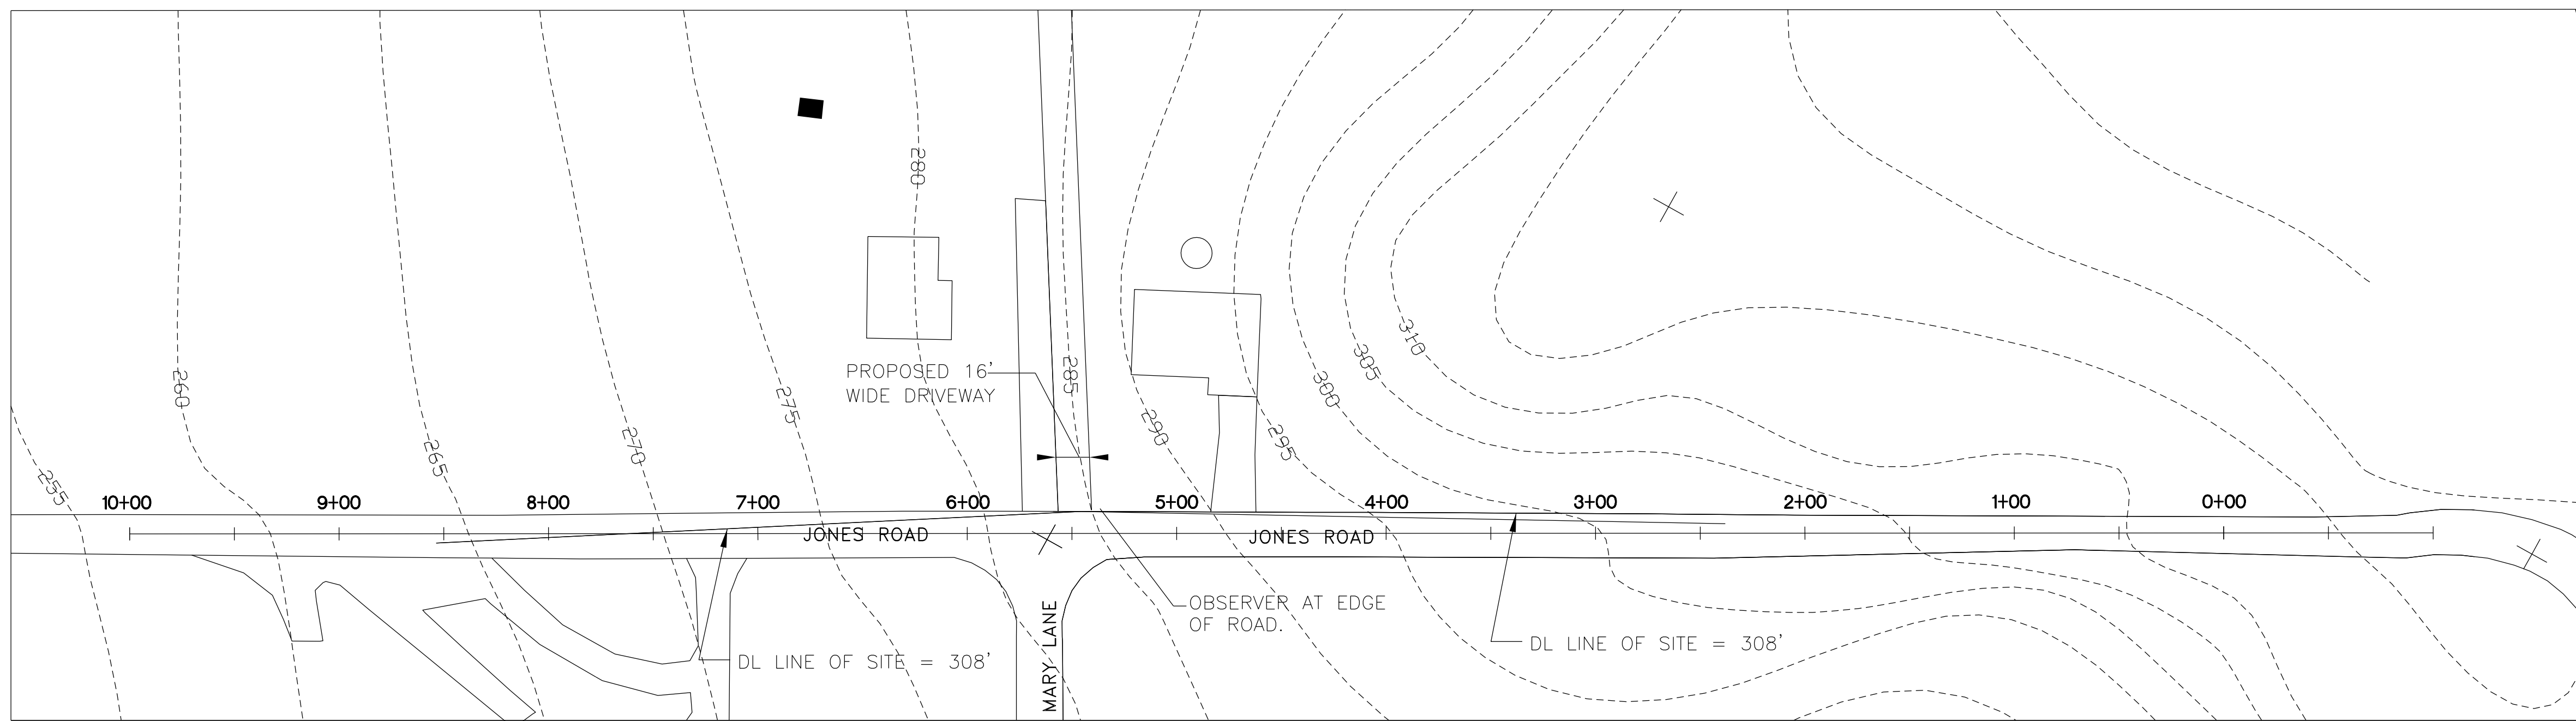 280
PROPOSED 16'
WIDE DRIVEWAY
285
260
275
265
270
290
295
300
305
310
255
10+00
9+00
8+00
7+00
6+00
5+00
4+00
3+00
2+00
1+00
0+00
JONES ROAD
JONES ROAD
OBSERVER AT EDGE
OF ROAD.
MARY LANE
DL LINE OF SITE = 308'
DL LINE OF SITE = 308'